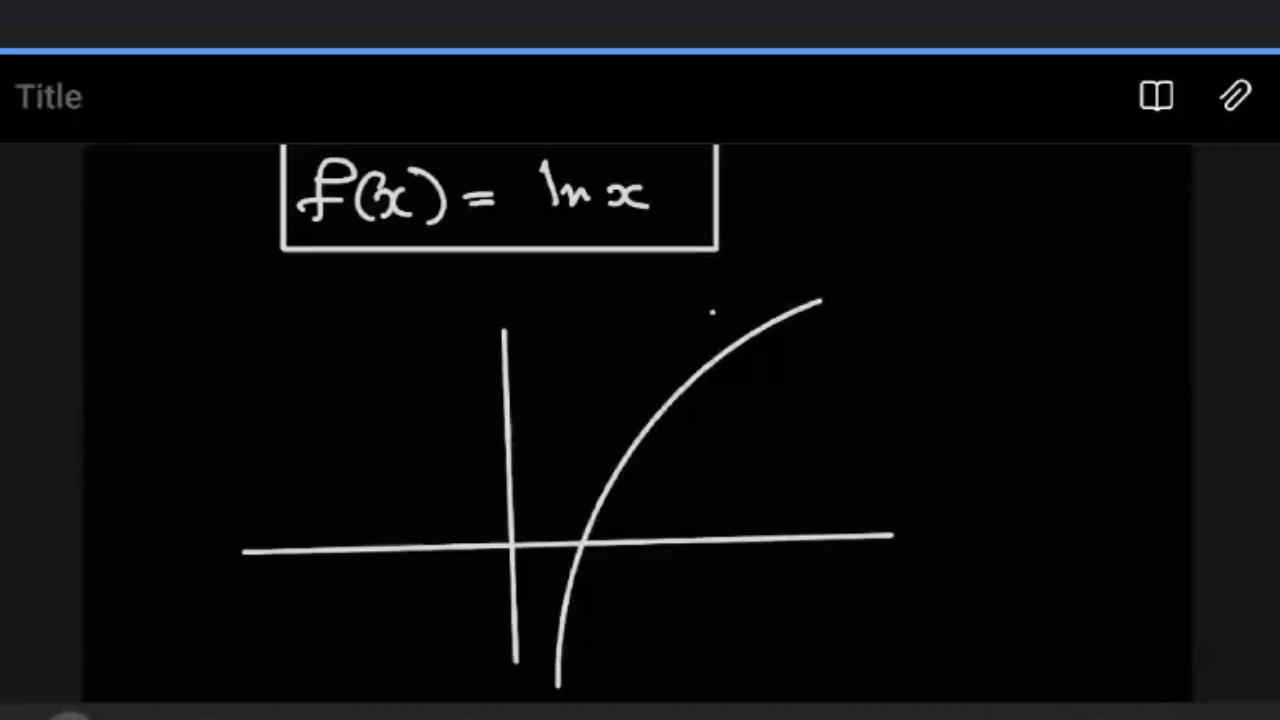 Title
f(x) = ln x